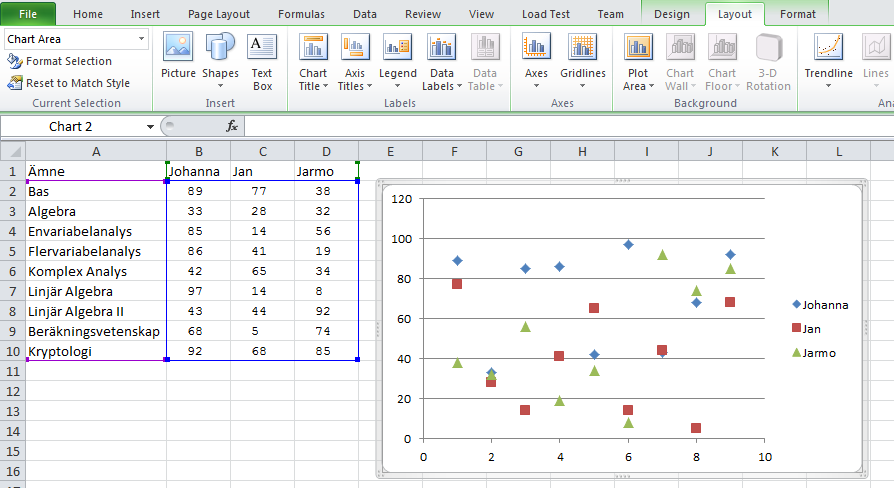 File Home Insert Page Layout Formulas Data Review View Load Test Team Design Layout Format
Chart Area
Format Selection
Reset to Match Style
Current Selection
Picture Shapes Text Box
Insert
Chart Title Axis Titles Legend Data Labels Data Table
Labels
Axes Gridlines
Axes
Plot Area Chart Wall Chart Floor 3-D Rotation
Background
Trendline Lines
Chart 2 fx
A B C D E F G H I J K L
1 Ämne Johanna Jan Jarmo
2 Bas 89 77 38
3 Algebra 33 28 32
4 Envariabelanalys 85 14 56
5 Flervariabelanalys 86 41 19
6 Komplex Analys 42 65 34
7 Linjär Algebra 97 14 8
8 Linjär Algebra II 43 44 92
9 Beräkningsvetenskap 68 5 74
10 Kryptologi 92 68 85
11
12
13
14
15
16
120
100
80
60
40
20
0
0 2 4 6 8 10
Johanna
Jan
Jarmo